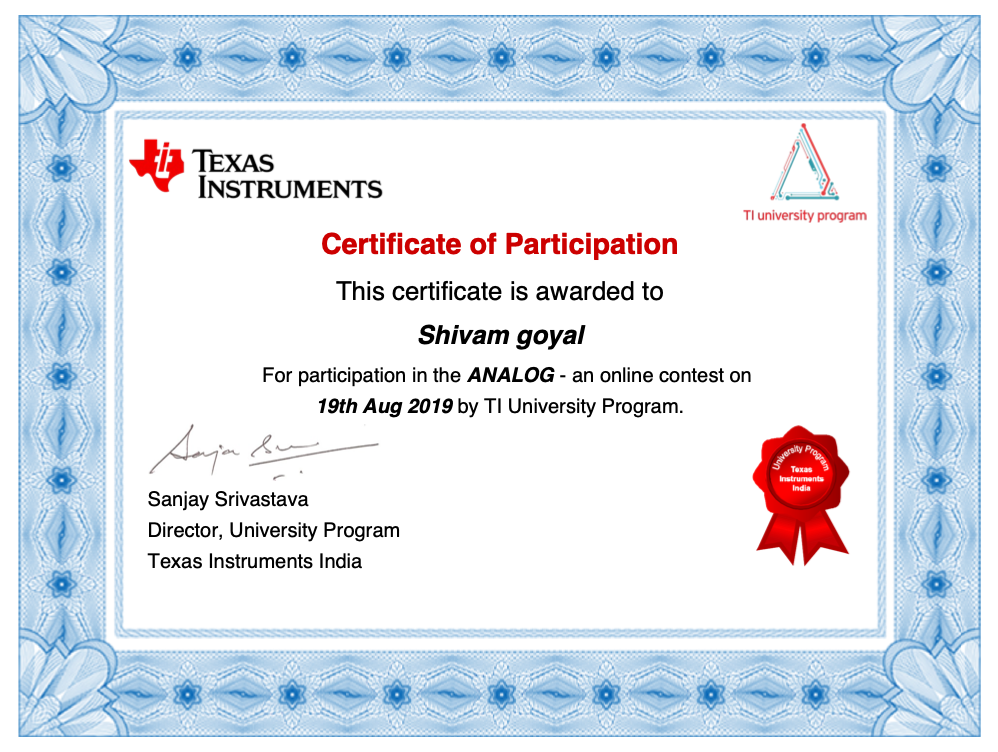 TEXAS
INSTRUMENTS
TI university program
Certificate of Participation
This certificate is awarded to
Shivam goyal
For participation in the ANALOG - an online contest on
19th Aug 2019 by TI University Program.
Sanjay Srivastava
Director, University Program
Texas Instruments India
University Program
Texas
Instruments
India